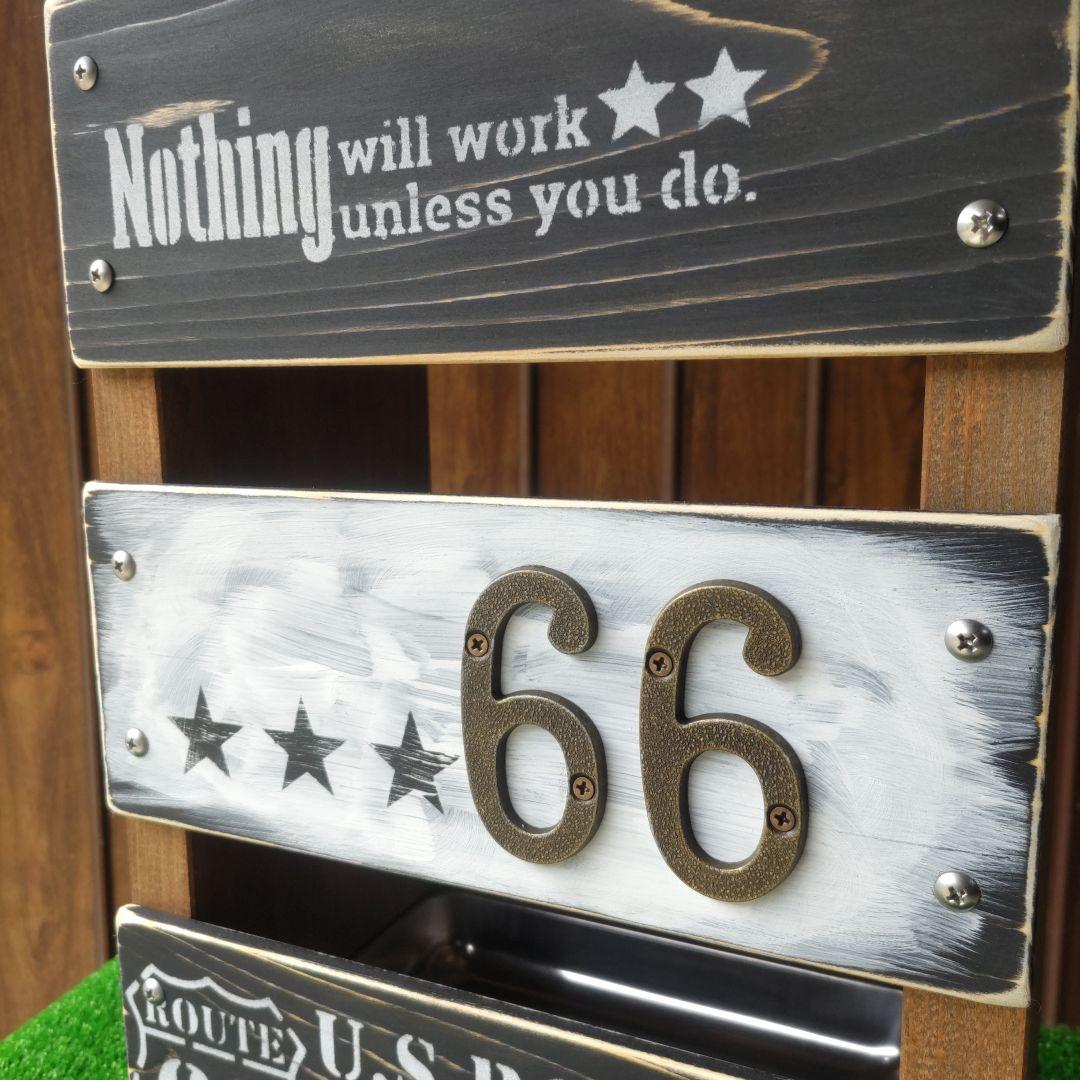 Nothing will work
unless you do.
66
ROUTE
U.S.